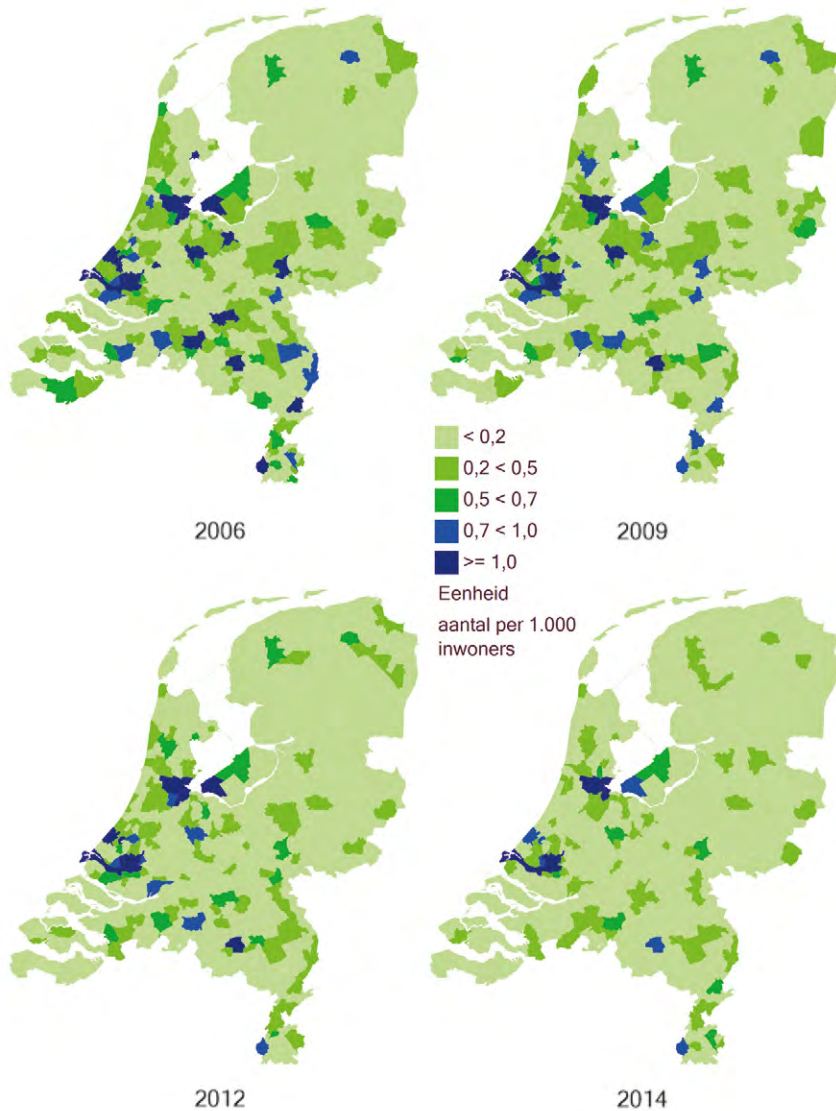 2006
2009
< 0,2
0,2 < 0,5
0,5 < 0,7
0,7 < 1,0
>= 1,0
Eenheid
aantal per 1.000
inwoners
2012
2014